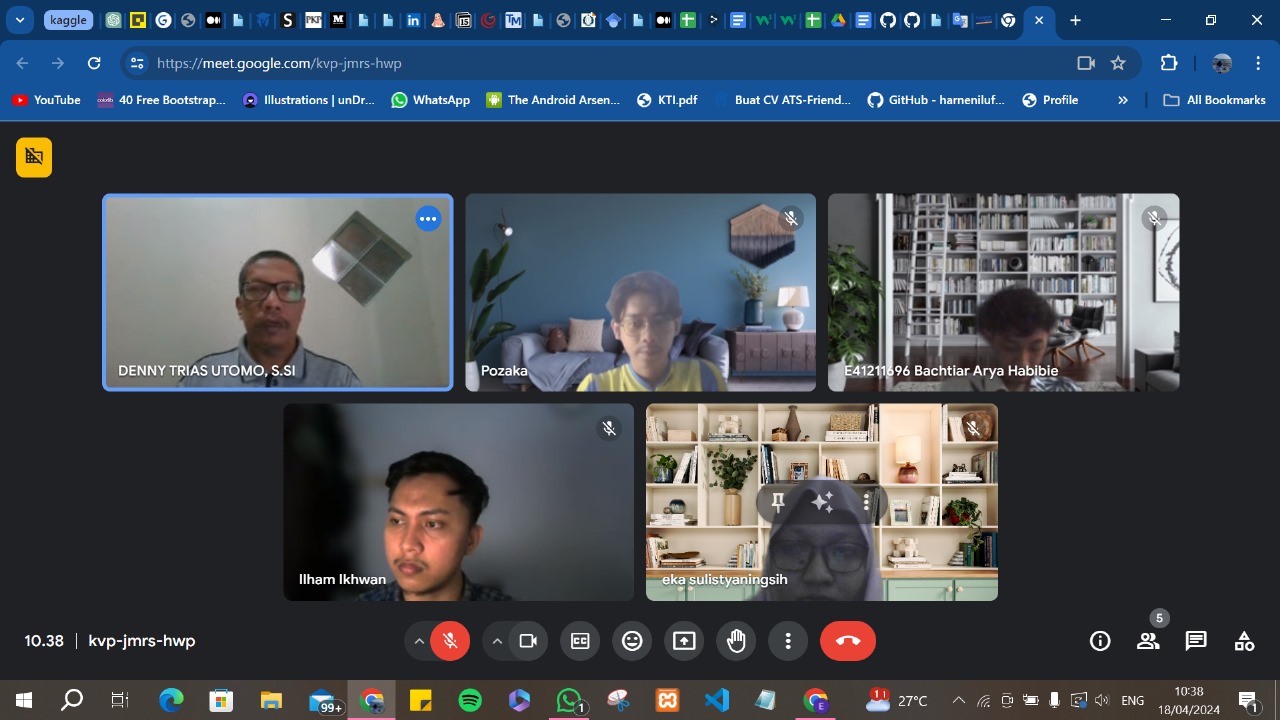 kaggle
https://meet.google.com/kvp-jmrs-hwp
YouTube
40 Free Bootstrap...
Illustrations | unDr...
WhatsApp
The Android Arsen...
KTI.pdf
Buat CV ATS-Friend...
GitHub - harneniluf...
Profile
All Bookmarks
DENNY TRIAS UTOMO, S.SI
Pozaka
E41211696 Bachtiar Arya Habibie
Ilham Ikhwan
eka sulistyaningsih
10.38
kvp-jmrs-hwp
5
99+
1
11
27°C
ENG
10:38
18/04/2024
1